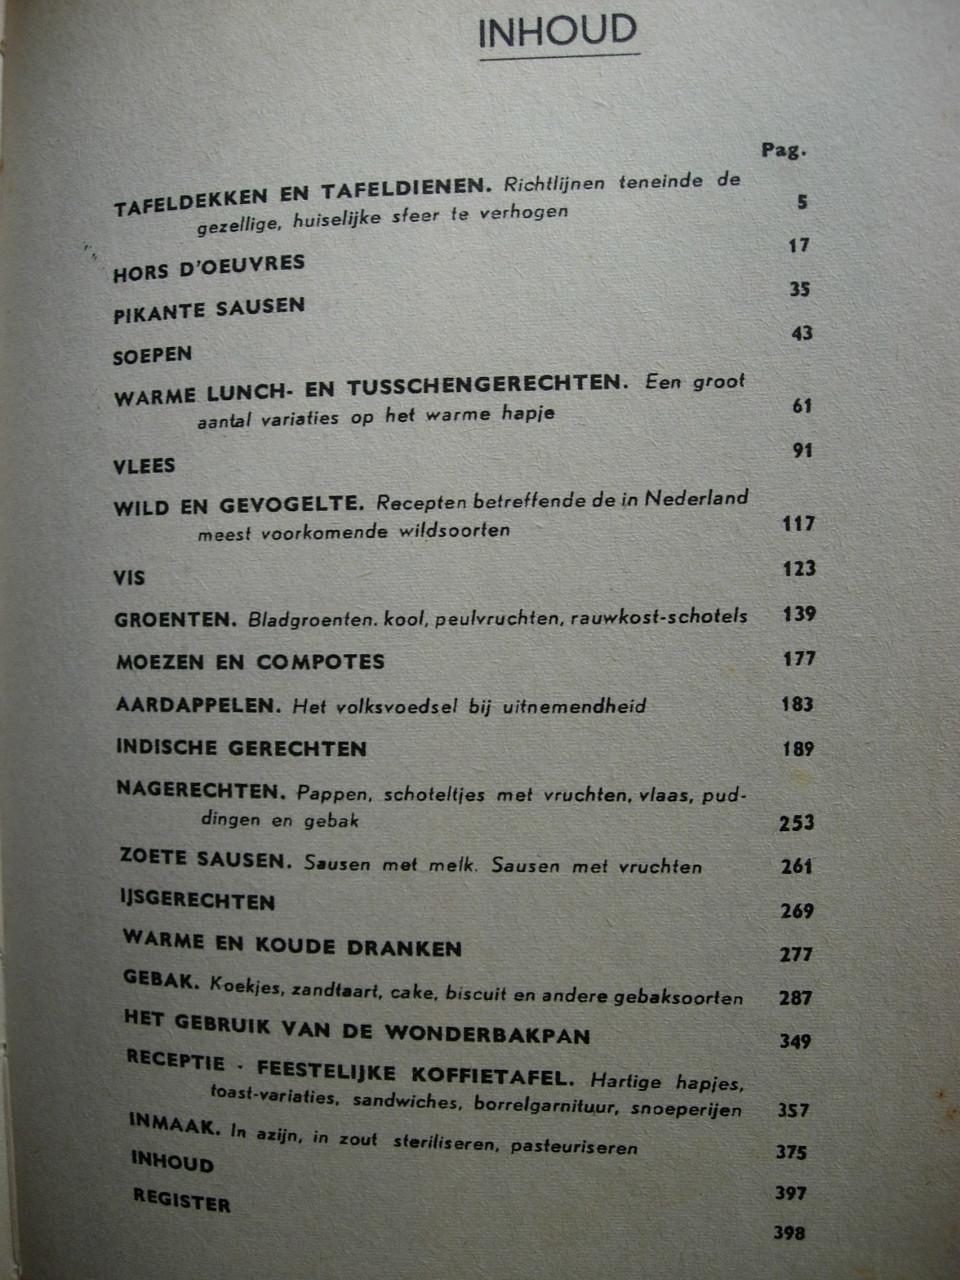 INHOUD
Pag.
TAFELDEKKEN EN TAFELDIENEN. Richtlijnen teneinde de
gezellige, huiselijke sfeer te verhogen 5
HORS D'OEUVRES 17
PIKANTE SAUSEN 35
SOEPEN 43
WARME LUNCH- EN TUSSCHENGERECHTEN. Een groot
aantal variaties op het warme hapje 61
VLEES 91
WILD EN GEVOGELTE. Recepten betreffende de in Nederland
meest voorkomende wildsoorten 117
VIS 123
GROENTEN. Bladgroenten. kool, peulvruchten, rauwkost-schotels 139
MOEZEN EN COMPOTES 177
AARDAPPELEN. Het volksvoedsel bij uitnemendheid 183
INDISCHE GERECHTEN 189
NAGERECHTEN. Pappen, schoteltjes met vruchten, vlaas, pud-
dingen en gebak 253
ZOETE SAUSEN. Sausen met melk. Sausen met vruchten 261
IJSGERECHTEN 269
WARME EN KOUDE DRANKEN 277
GEBAK. Koekjes, zandtaart, cake, biscuit en andere gebaksoorten 287
HET GEBRUIK VAN DE WONDERBAKPAN 349
RECEPTIE - FEESTELIJKE KOFFIETAFEL. Hartige hapjes,
toast-variaties, sandwiches, borrelgarnituur, snoeperijen 357
INMAAK. In azijn, in zout steriliseren, pasteuriseren 375
INHOUD 397
REGISTER 398